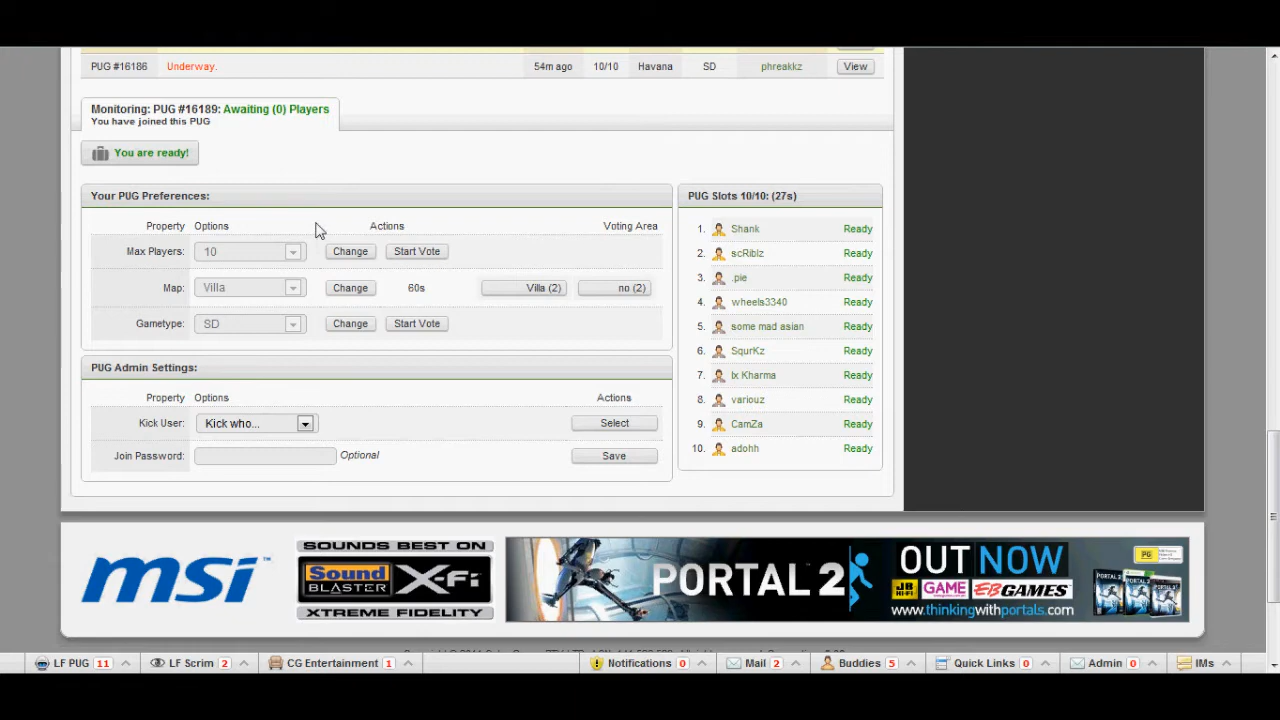 PUG #16186 Underway. 54m ago 10/10 Havana SD phreakkz View
Monitoring: PUG #16189: Awaiting (0) Players
You have joined this PUG
You are ready!
Your PUG Preferences:
Property Options Actions Voting Area
Max Players: 10 Change Start Vote
Map: Villa Change 60s Villa (2) no (2)
Gametype: SD Change Start Vote
PUG Admin Settings:
Property Options Actions
Kick User: Kick who... Select
Join Password: Optional Save
PUG Slots 10/10: (27s)
1. Shank Ready
2. scRiblz Ready
3. .pie Ready
4. wheels3340 Ready
5. some mad asian Ready
6. SqurKz Ready
7. Ix Kharma Ready
8. variouz Ready
9. CamZa Ready
10. adohh Ready
msi™
SOUNDS BEST ON
Sound BLASTER X-Fi
XTREME FIDELITY
PORTAL 2
OUT NOW
JB HI-FI GAME EB GAMES
www.thinkingwithportals.com
PG
LF PUG 11 LF Scrim 2 CG Entertainment 1 Notifications 0 Mail 2 Buddies 5 Quick Links 0 Admin 0 IMs